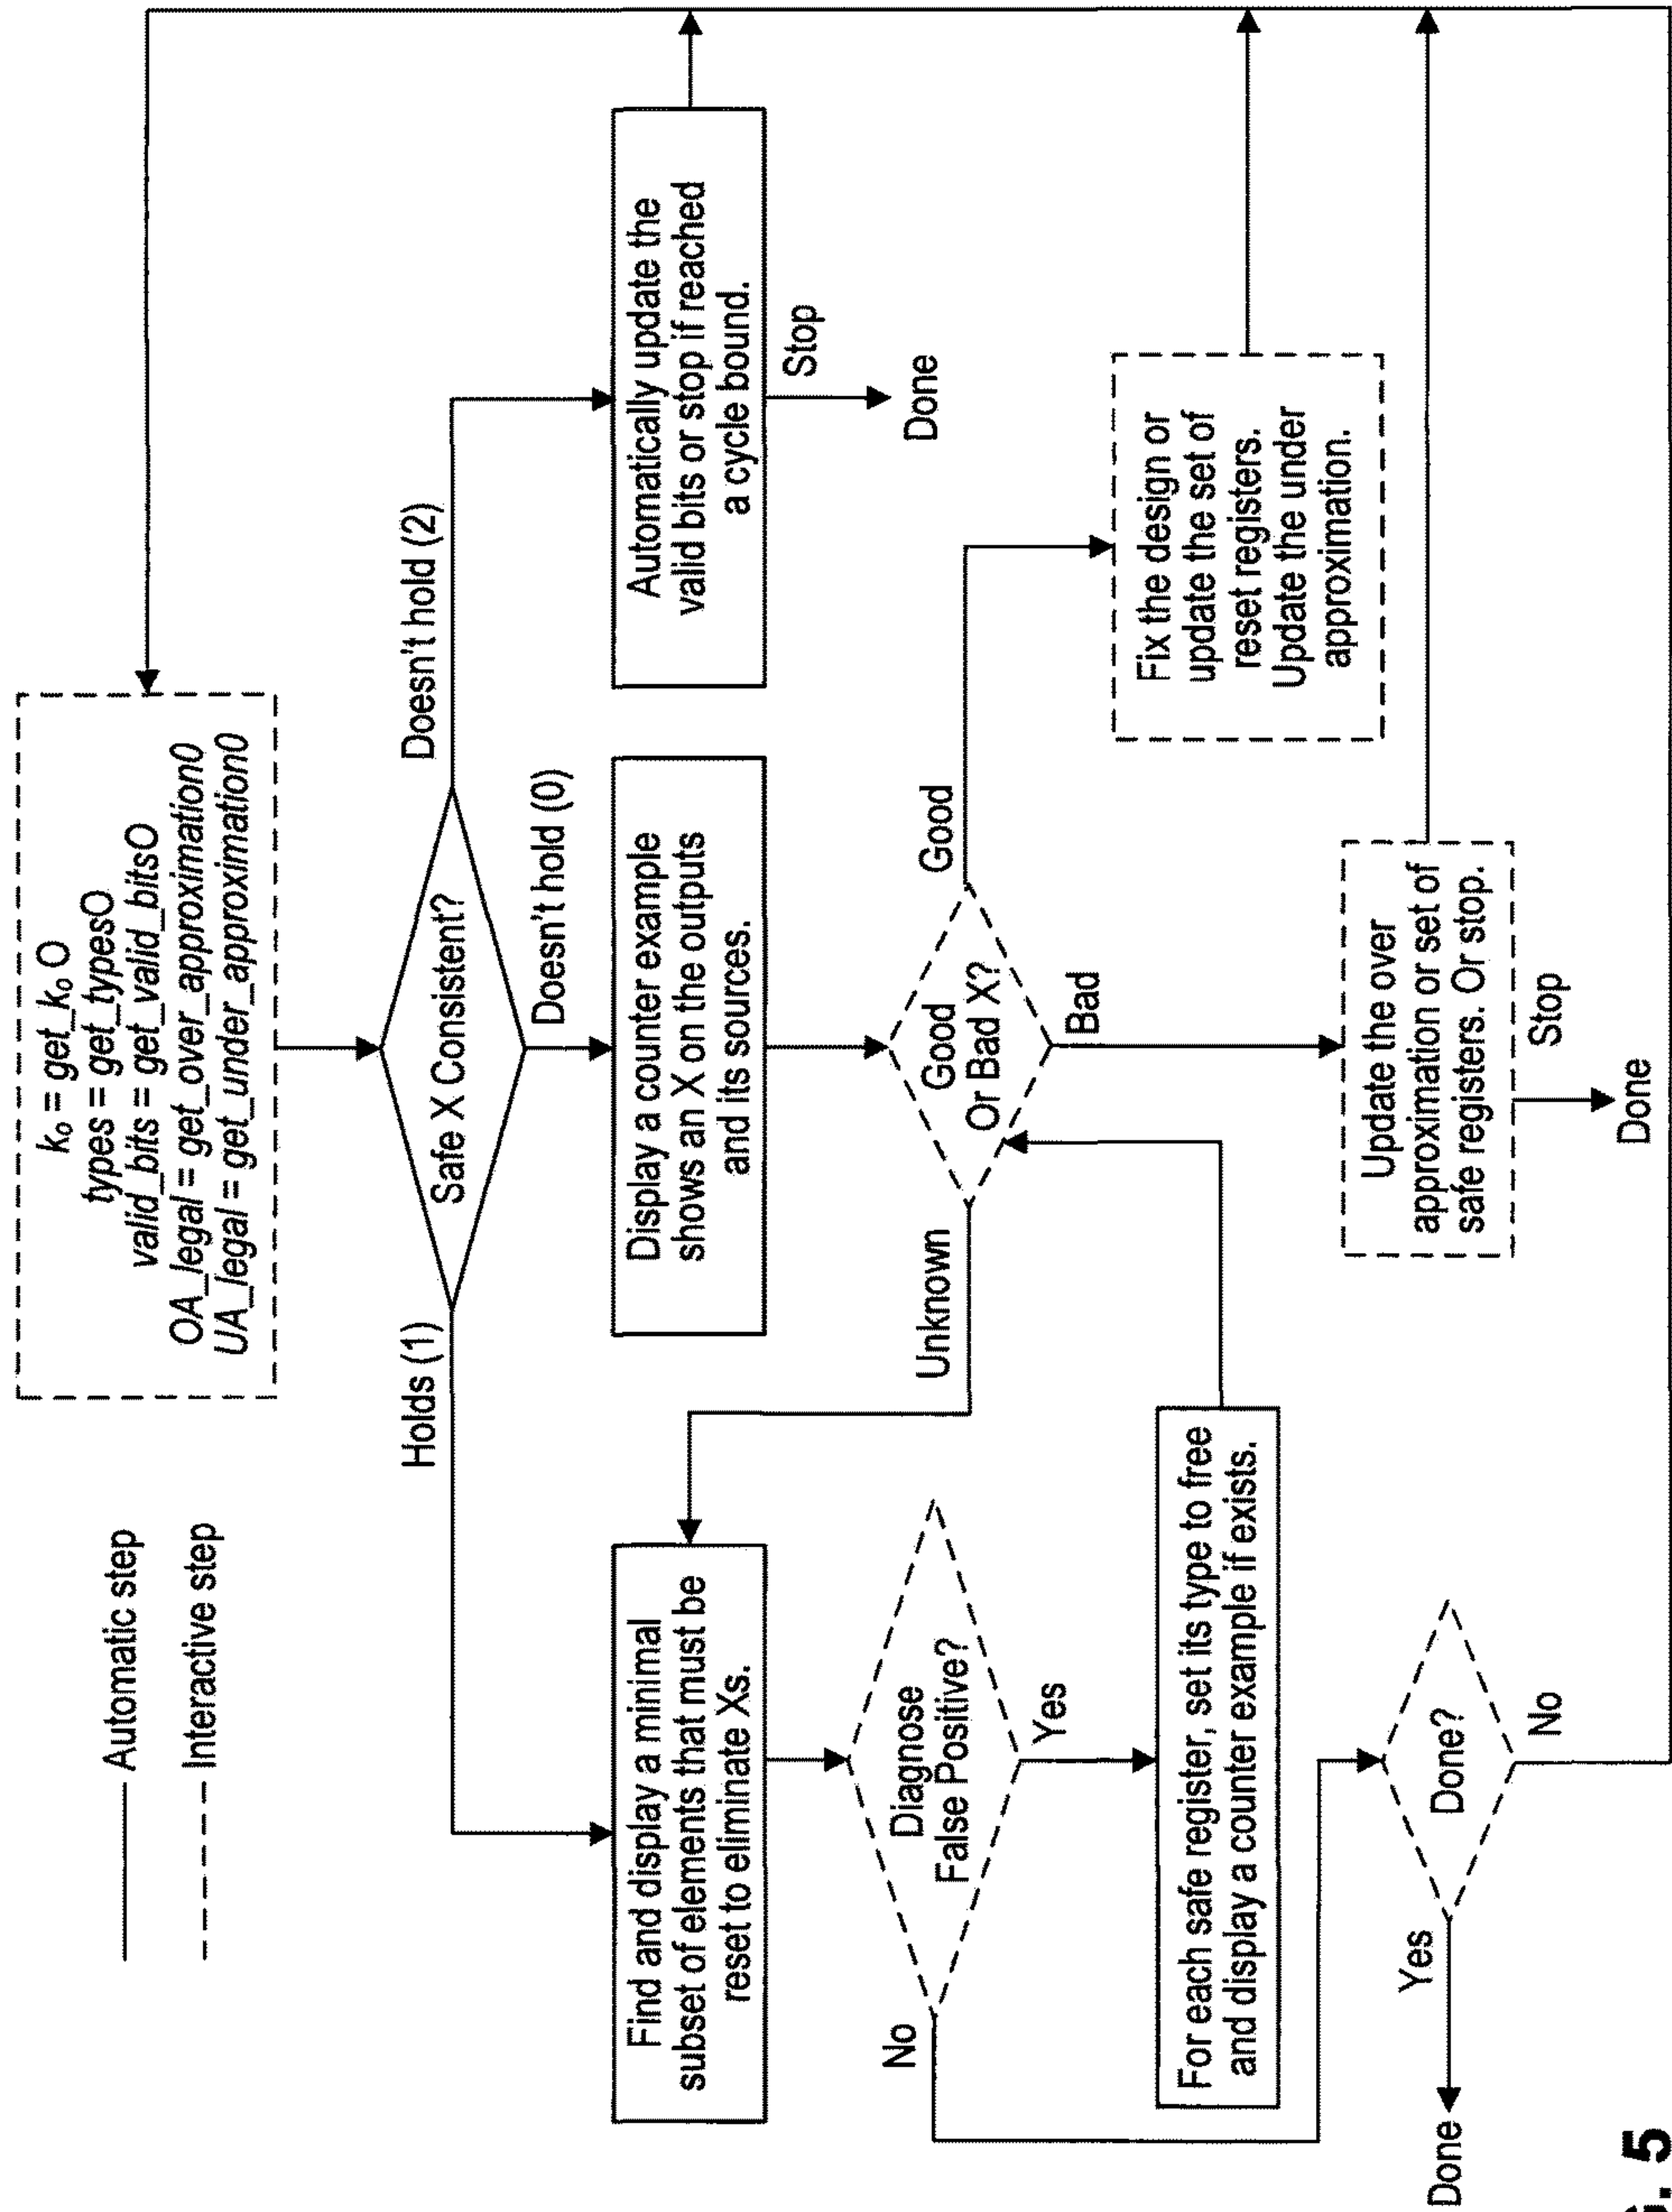 Automatic step
Interactive step
k₀ = get_k₀ O
types = get_typesO
valid_bits = get_valid_bitsO
OA_legal = get_over_approximation0
UA_legal = get_under_approximation0
Safe X Consistent?
Holds (1)
Doesn't hold (0)
Doesn't hold (2)
Find and display a minimal
subset of elements that must be
reset to eliminate Xs.
Display a counter example
shows an X on the outputs
and its sources.
Automatically update the
valid bits or stop if reached
a cycle bound.
Stop
Done
Diagnose
False Positive?
No
Yes
Unknown
Good
Or Bad X?
Good
Bad
Fix the design or
update the set of
reset registers.
Update the under
approximation.
For each safe register, set its type to free
and display a counter example if exists.
Update the over
approximation or set of
safe registers. Or stop.
Stop
Done
Done?
Yes
No
Done
. 5